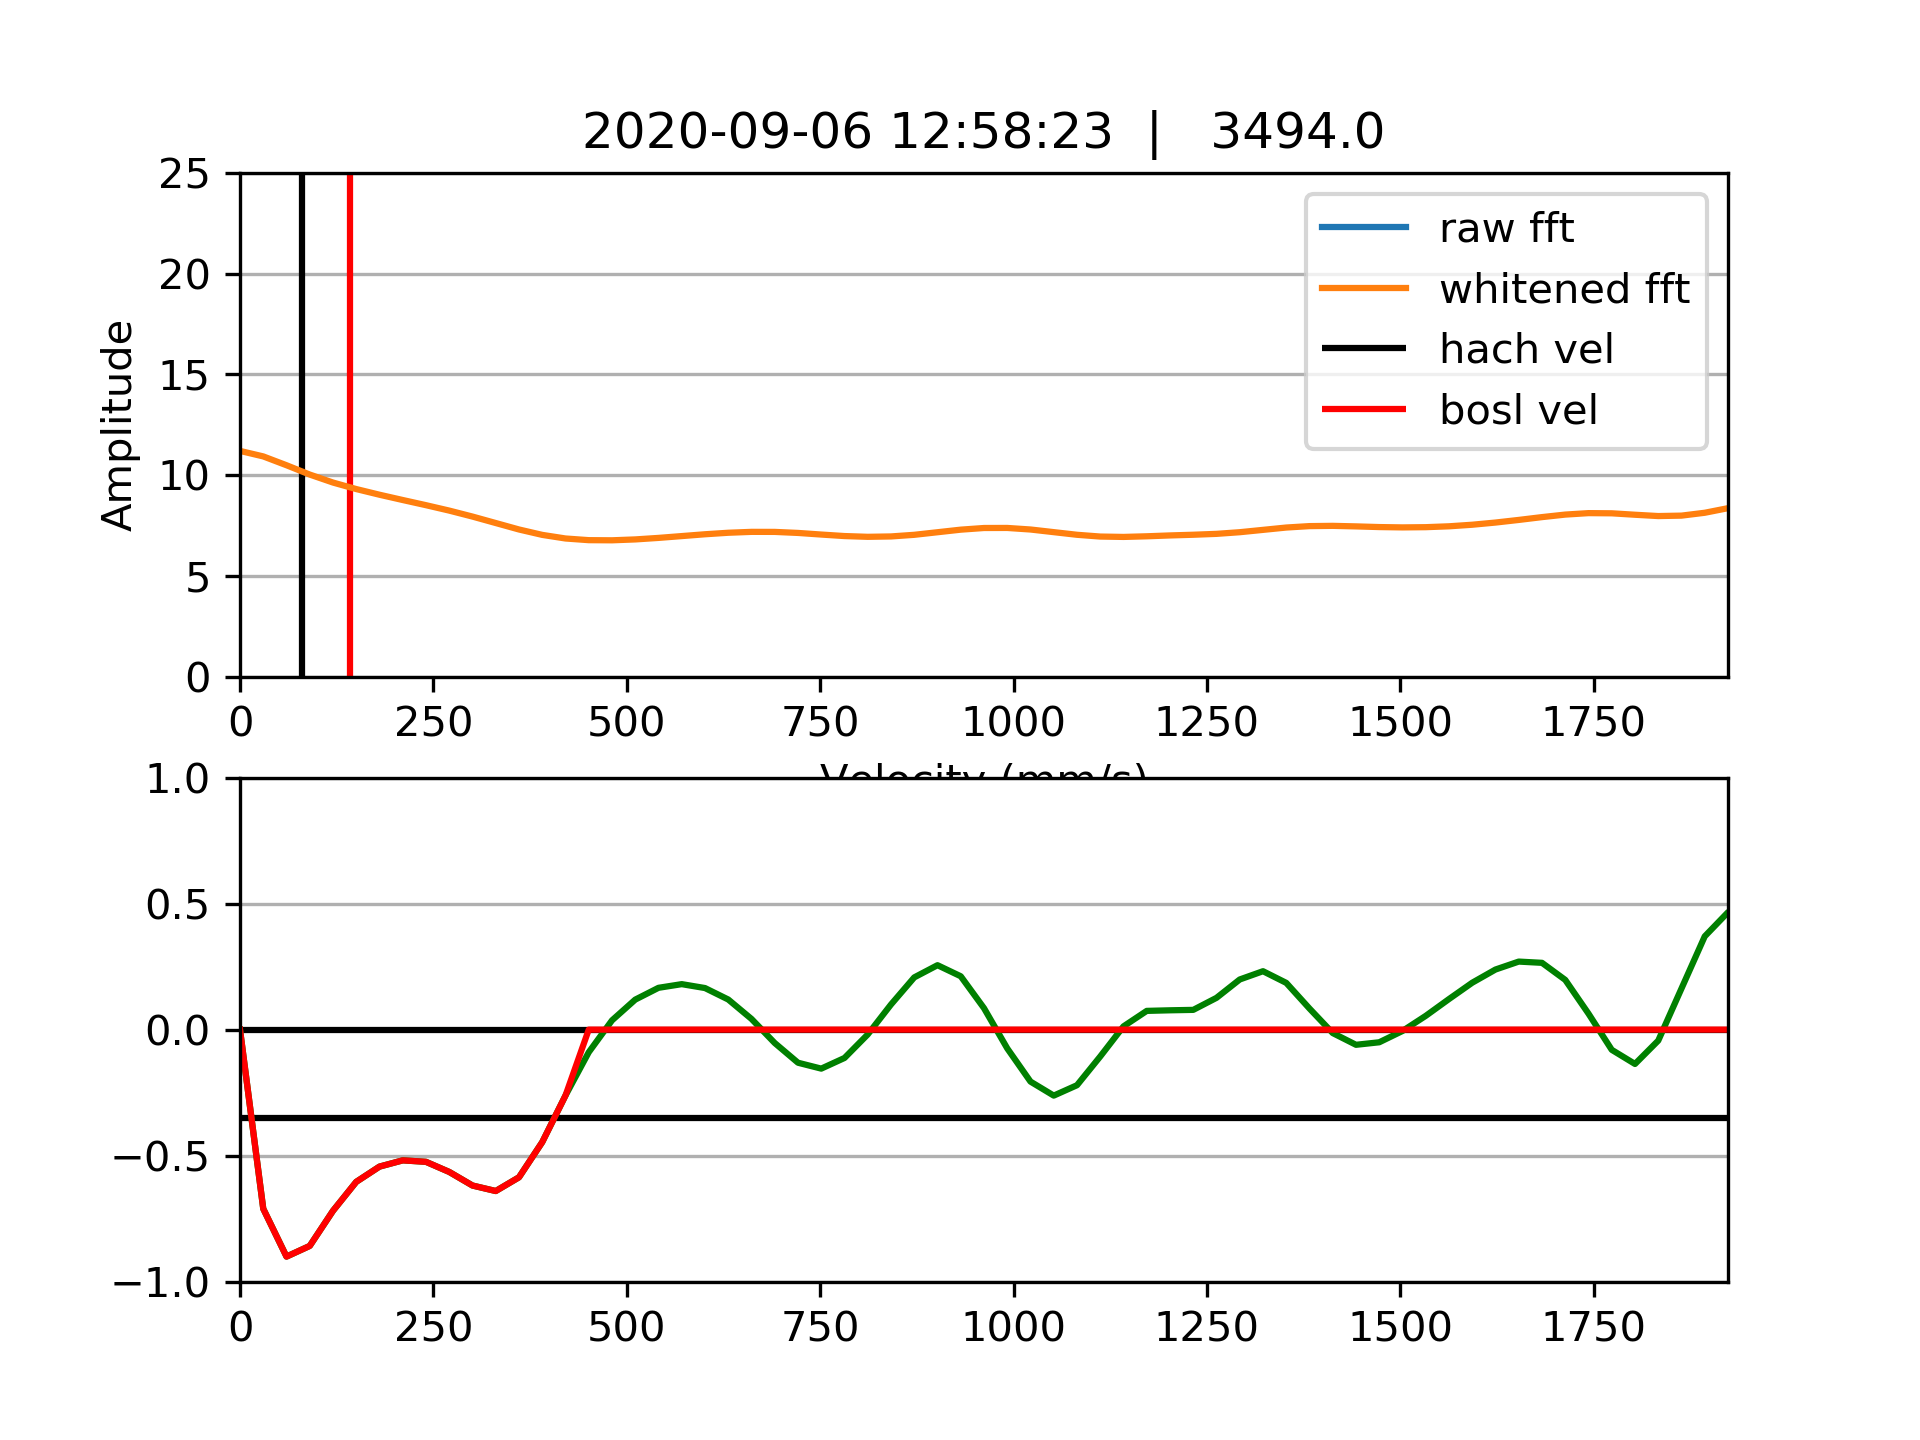 2020-09-06 12:58:23 | 3494.0
25
20
15
10
5
0
Amplitude
raw fft
whitened fft
hach vel
bosl vel
0 250 500 750 1000 1250 1500 1750
Velocity (mm/s)
1.0
0.5
0.0
−0.5
−1.0
0 250 500 750 1000 1250 1500 1750